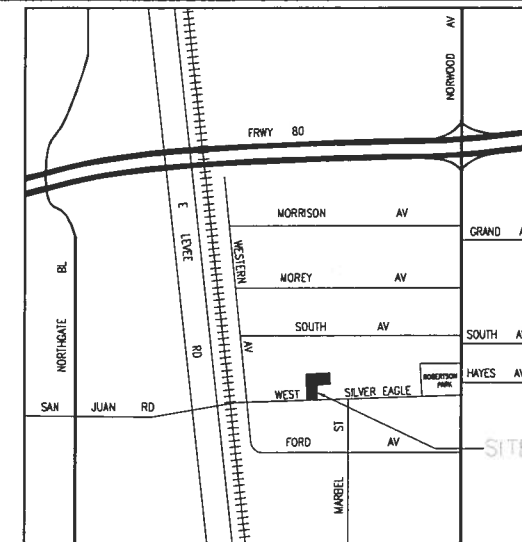 NORWOOD AV
FRWY 80
MORRISON AV
GRAND A
E LEVEE RD
WESTERN AV
MOREY AV
NORTHGATE BL
SOUTH AV
SOUTH A
ROBERTSON
PARK
HAYES AV
WEST SILVER EAGLE
SAN JUAN RD
FORD AV
SITE
MARBEL ST